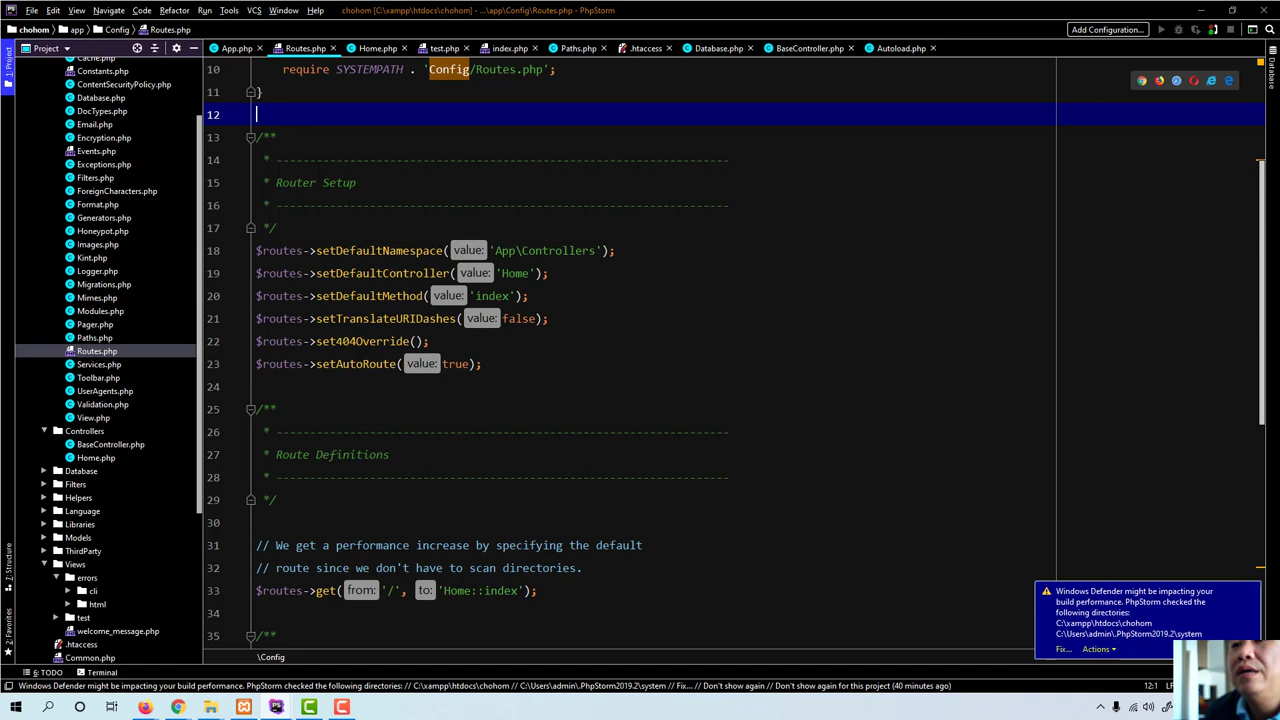 File Edit View Navigate Code Refactor Run Tools VCS Window Help chohom [C:\xampp\htdocs\chohom] - ...\app\Config\Routes.php - PhpStorm
chohom app Config Routes.php Add Configuration...
Project App.php Routes.php Home.php test.php index.php Paths.php .htaccess Database.php BaseController.php Autoload.php
1: Project
Database
Cache.php
Constants.php
ContentSecurityPolicy.php
Database.php
DocTypes.php
Email.php
Encryption.php
Events.php
Exceptions.php
Filters.php
ForeignCharacters.php
Format.php
Generators.php
Honeypot.php
Images.php
Kint.php
Logger.php
Migrations.php
Mimes.php
Modules.php
Pager.php
Paths.php
Routes.php
Services.php
Toolbar.php
UserAgents.php
Validation.php
View.php
Controllers
BaseController.php
Home.php
Database
Filters
Helpers
Language
Libraries
Models
ThirdParty
Views
errors
cli
html
test
welcome_message.php
.htaccess
Common.php
Z: Structure
2: Favorites
10 require SYSTEMPATH . 'Config/Routes.php';
11 }
12
13 /**
14 * --------------------------------------------------------------------
15 * Router Setup
16 * --------------------------------------------------------------------
17 */
18 $routes->setDefaultNamespace( value: 'App\Controllers');
19 $routes->setDefaultController( value: 'Home');
20 $routes->setDefaultMethod( value: 'index');
21 $routes->setTranslateURIDashes( value: false);
22 $routes->set404Override();
23 $routes->setAutoRoute( value: true);
24
25 /**
26 * --------------------------------------------------------------------
27 * Route Definitions
28 * --------------------------------------------------------------------
29 */
30
31 // We get a performance increase by specifying the default
32 // route since we don't have to scan directories.
33 $routes->get( from: '/', to: 'Home::index');
34
35 /**
\Config
Windows Defender might be impacting your
build performance. PhpStorm checked the
following directories:
C:\xampp\htdocs\chohom
C:\Users\admin\.PhpStorm2019.2\system
Fix... Actions
6: TODO Terminal
Windows Defender might be impacting your build performance. PhpStorm checked the following directories: // C:\xampp\htdocs\chohom // C:\Users\admin\.PhpStorm2019.2\system // Fix... // Don't show again // Don't show again for this project (40 minutes ago) 12:1